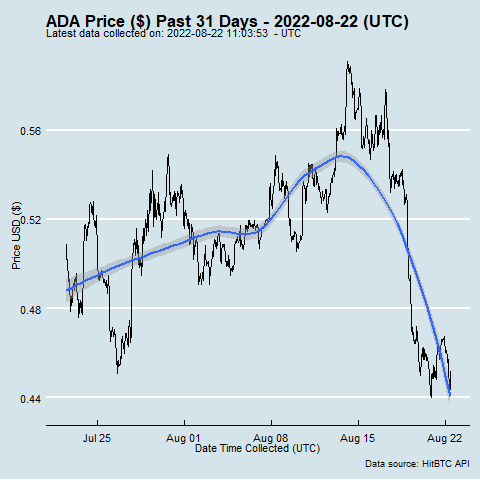 ADA Price ($) Past 31 Days - 2022-08-22 (UTC)
Latest data collected on: 2022-08-22 11:03:53 - UTC
Price USD ($)
0.56
0.52
0.48
0.44
Jul 25
Aug 01
Aug 08
Aug 15
Aug 22
Date Time Collected (UTC)
Data source: HitBTC API